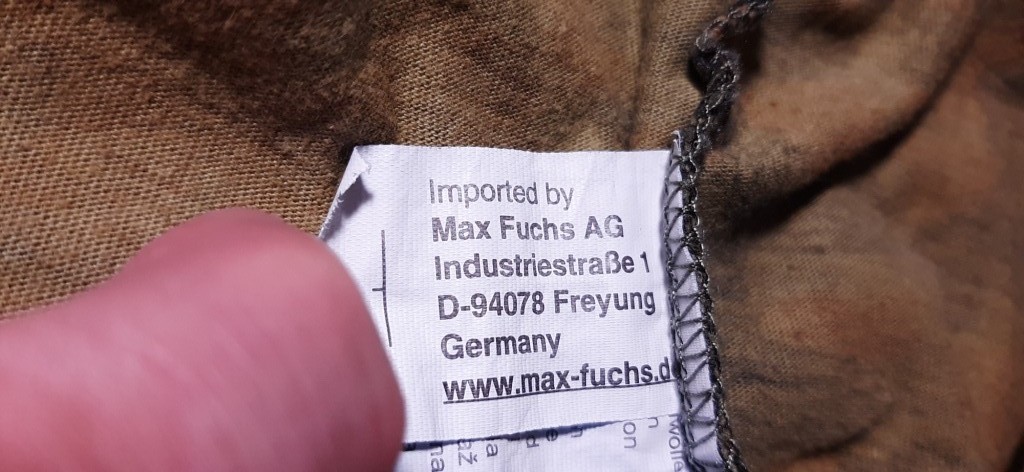 Imported by
Max Fuchs AG
Industriestraße 1
D-94078 Freyung
Germany
www.max-fuchs.de